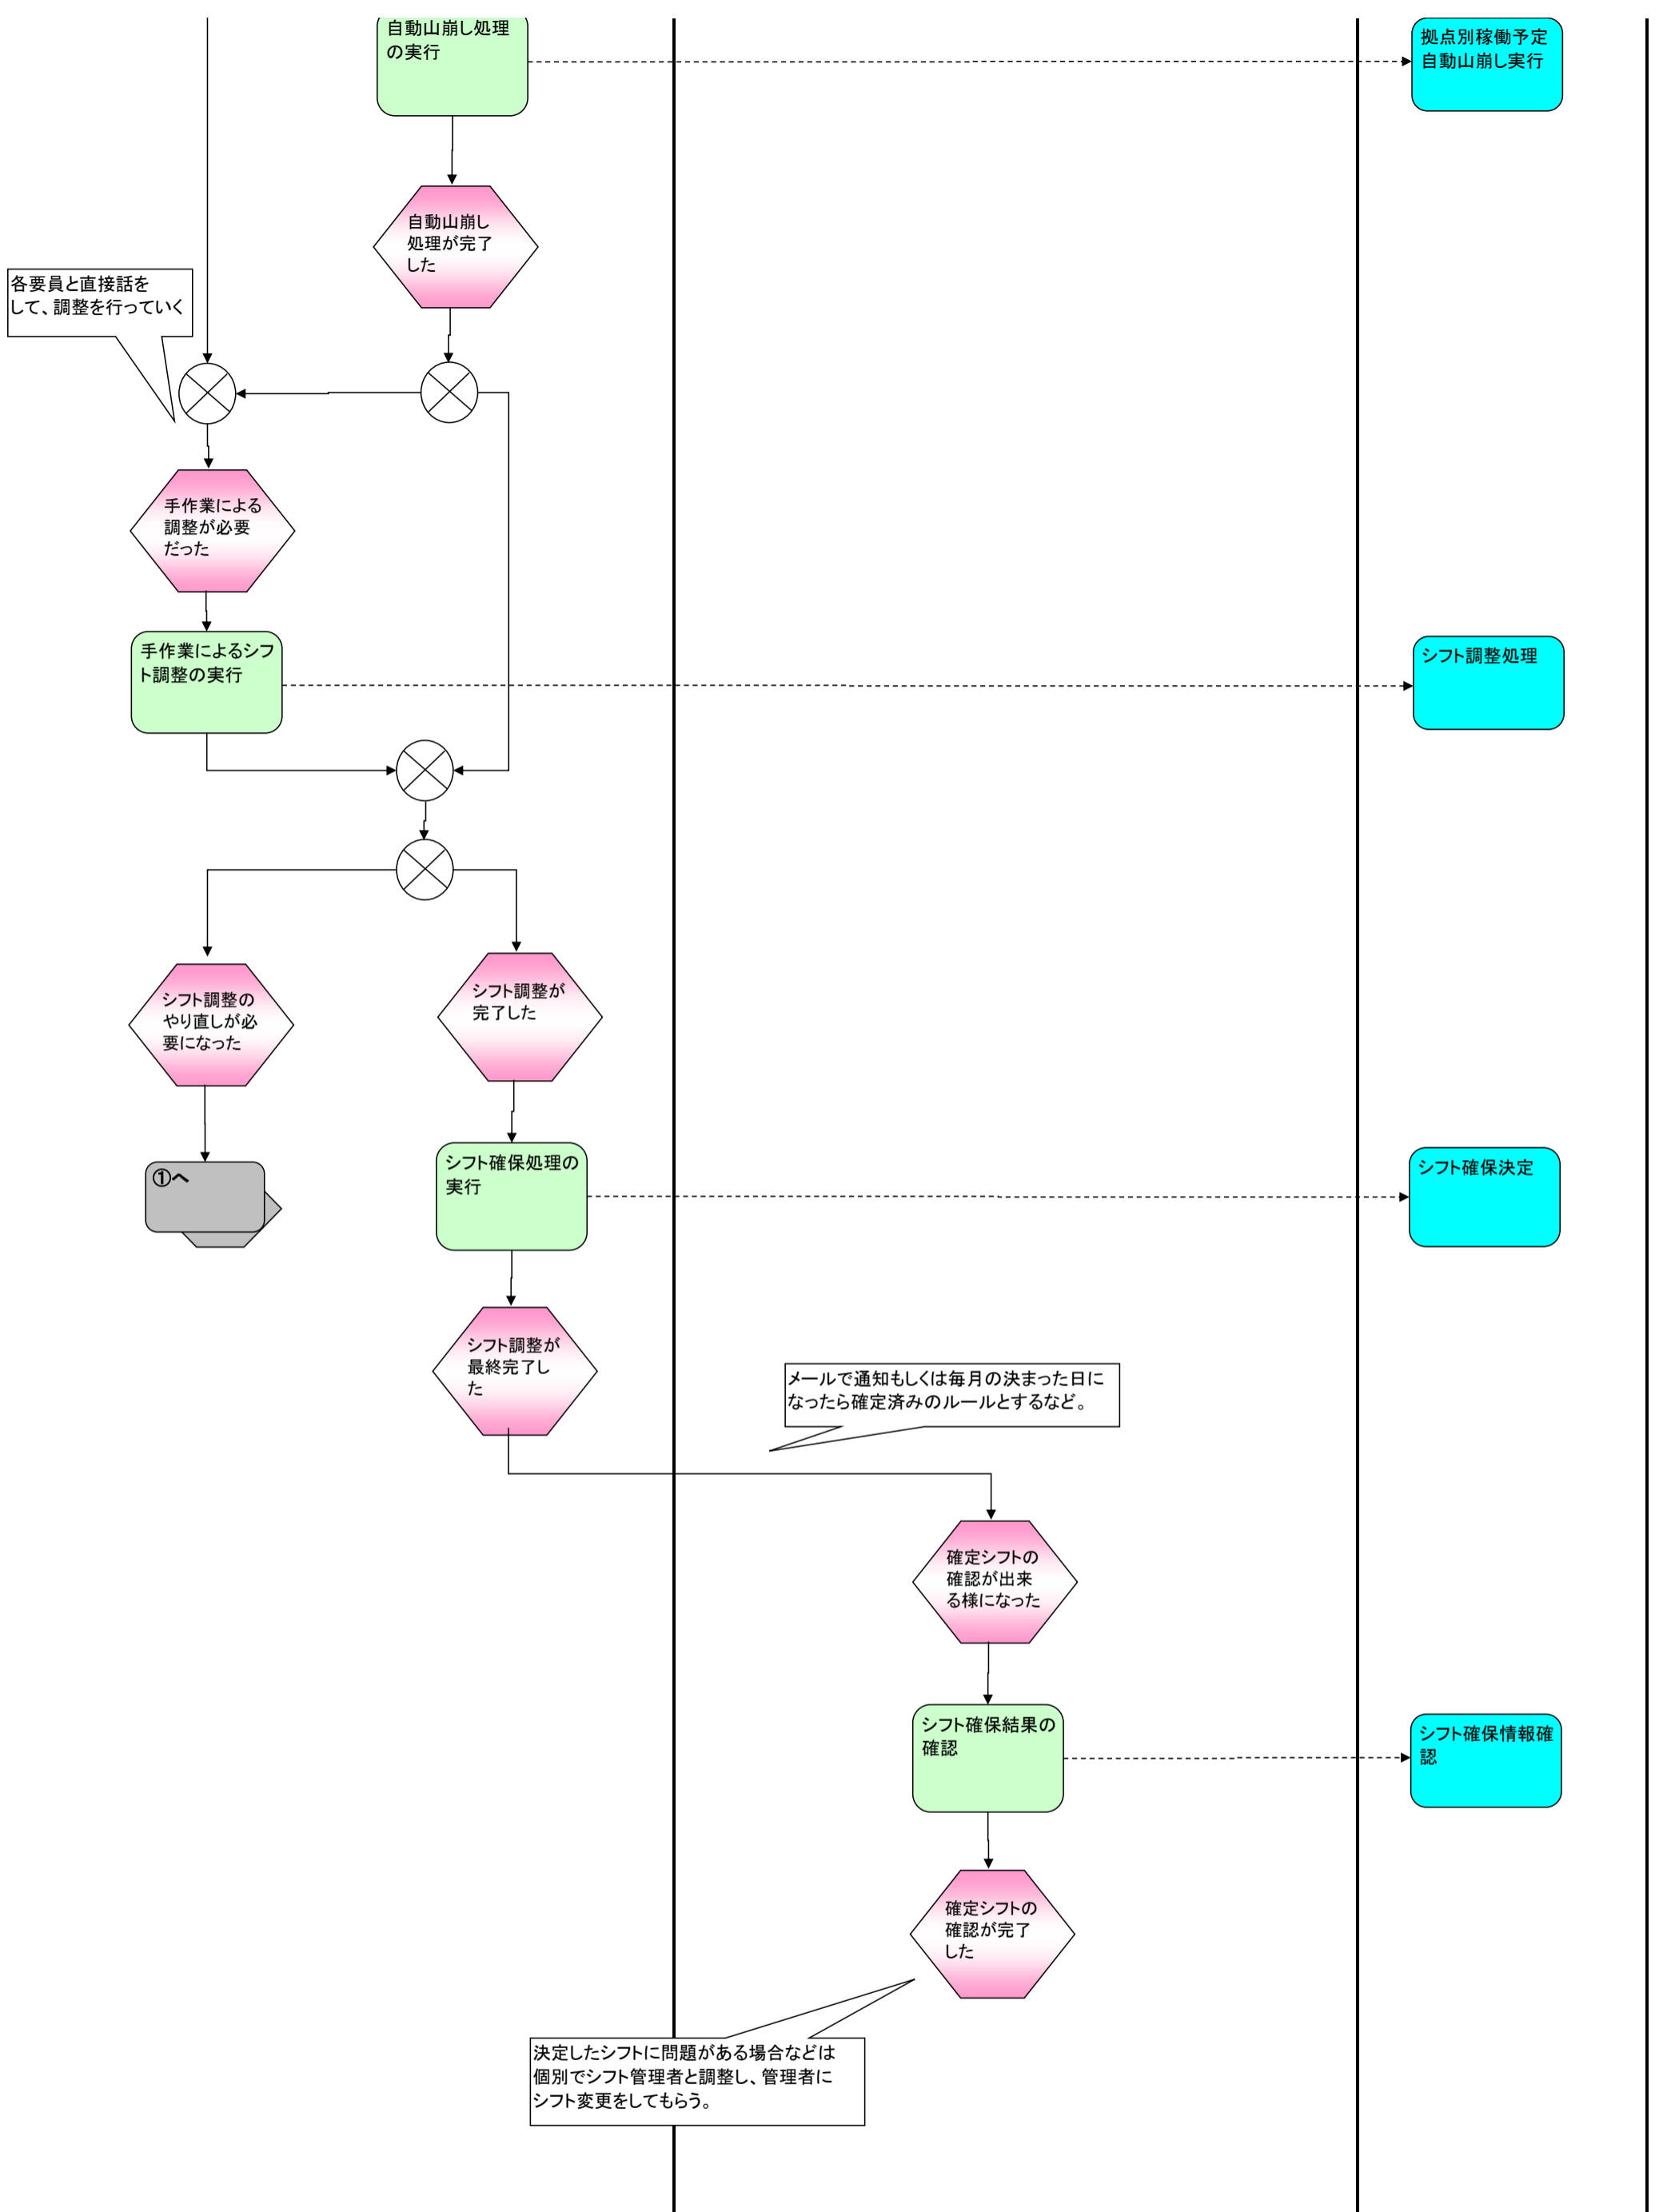 自動山崩し処理
の実行
拠点別稼働予定
自動山崩し実行
自動山崩し
処理が完了
した
各要員と直接話を
して、調整を行っていく
手作業による
調整が必要
だった
手作業によるシフ
ト調整の実行
シフト調整処理
シフト調整の
やり直しが必
要になった
シフト調整が
完了した
①へ
シフト確保処理の
実行
シフト確保決定
シフト調整が
最終完了し
た
メールで通知もしくは毎月の決まった日に
なったら確定済みのルールとするなど。
確定シフトの
確認が出来
る様になった
シフト確保結果の
確認
シフト確保情報確
認
確定シフトの
確認が完了
した
決定したシフトに問題がある場合などは
個別でシフト管理者と調整し、管理者に
シフト変更をしてもらう。